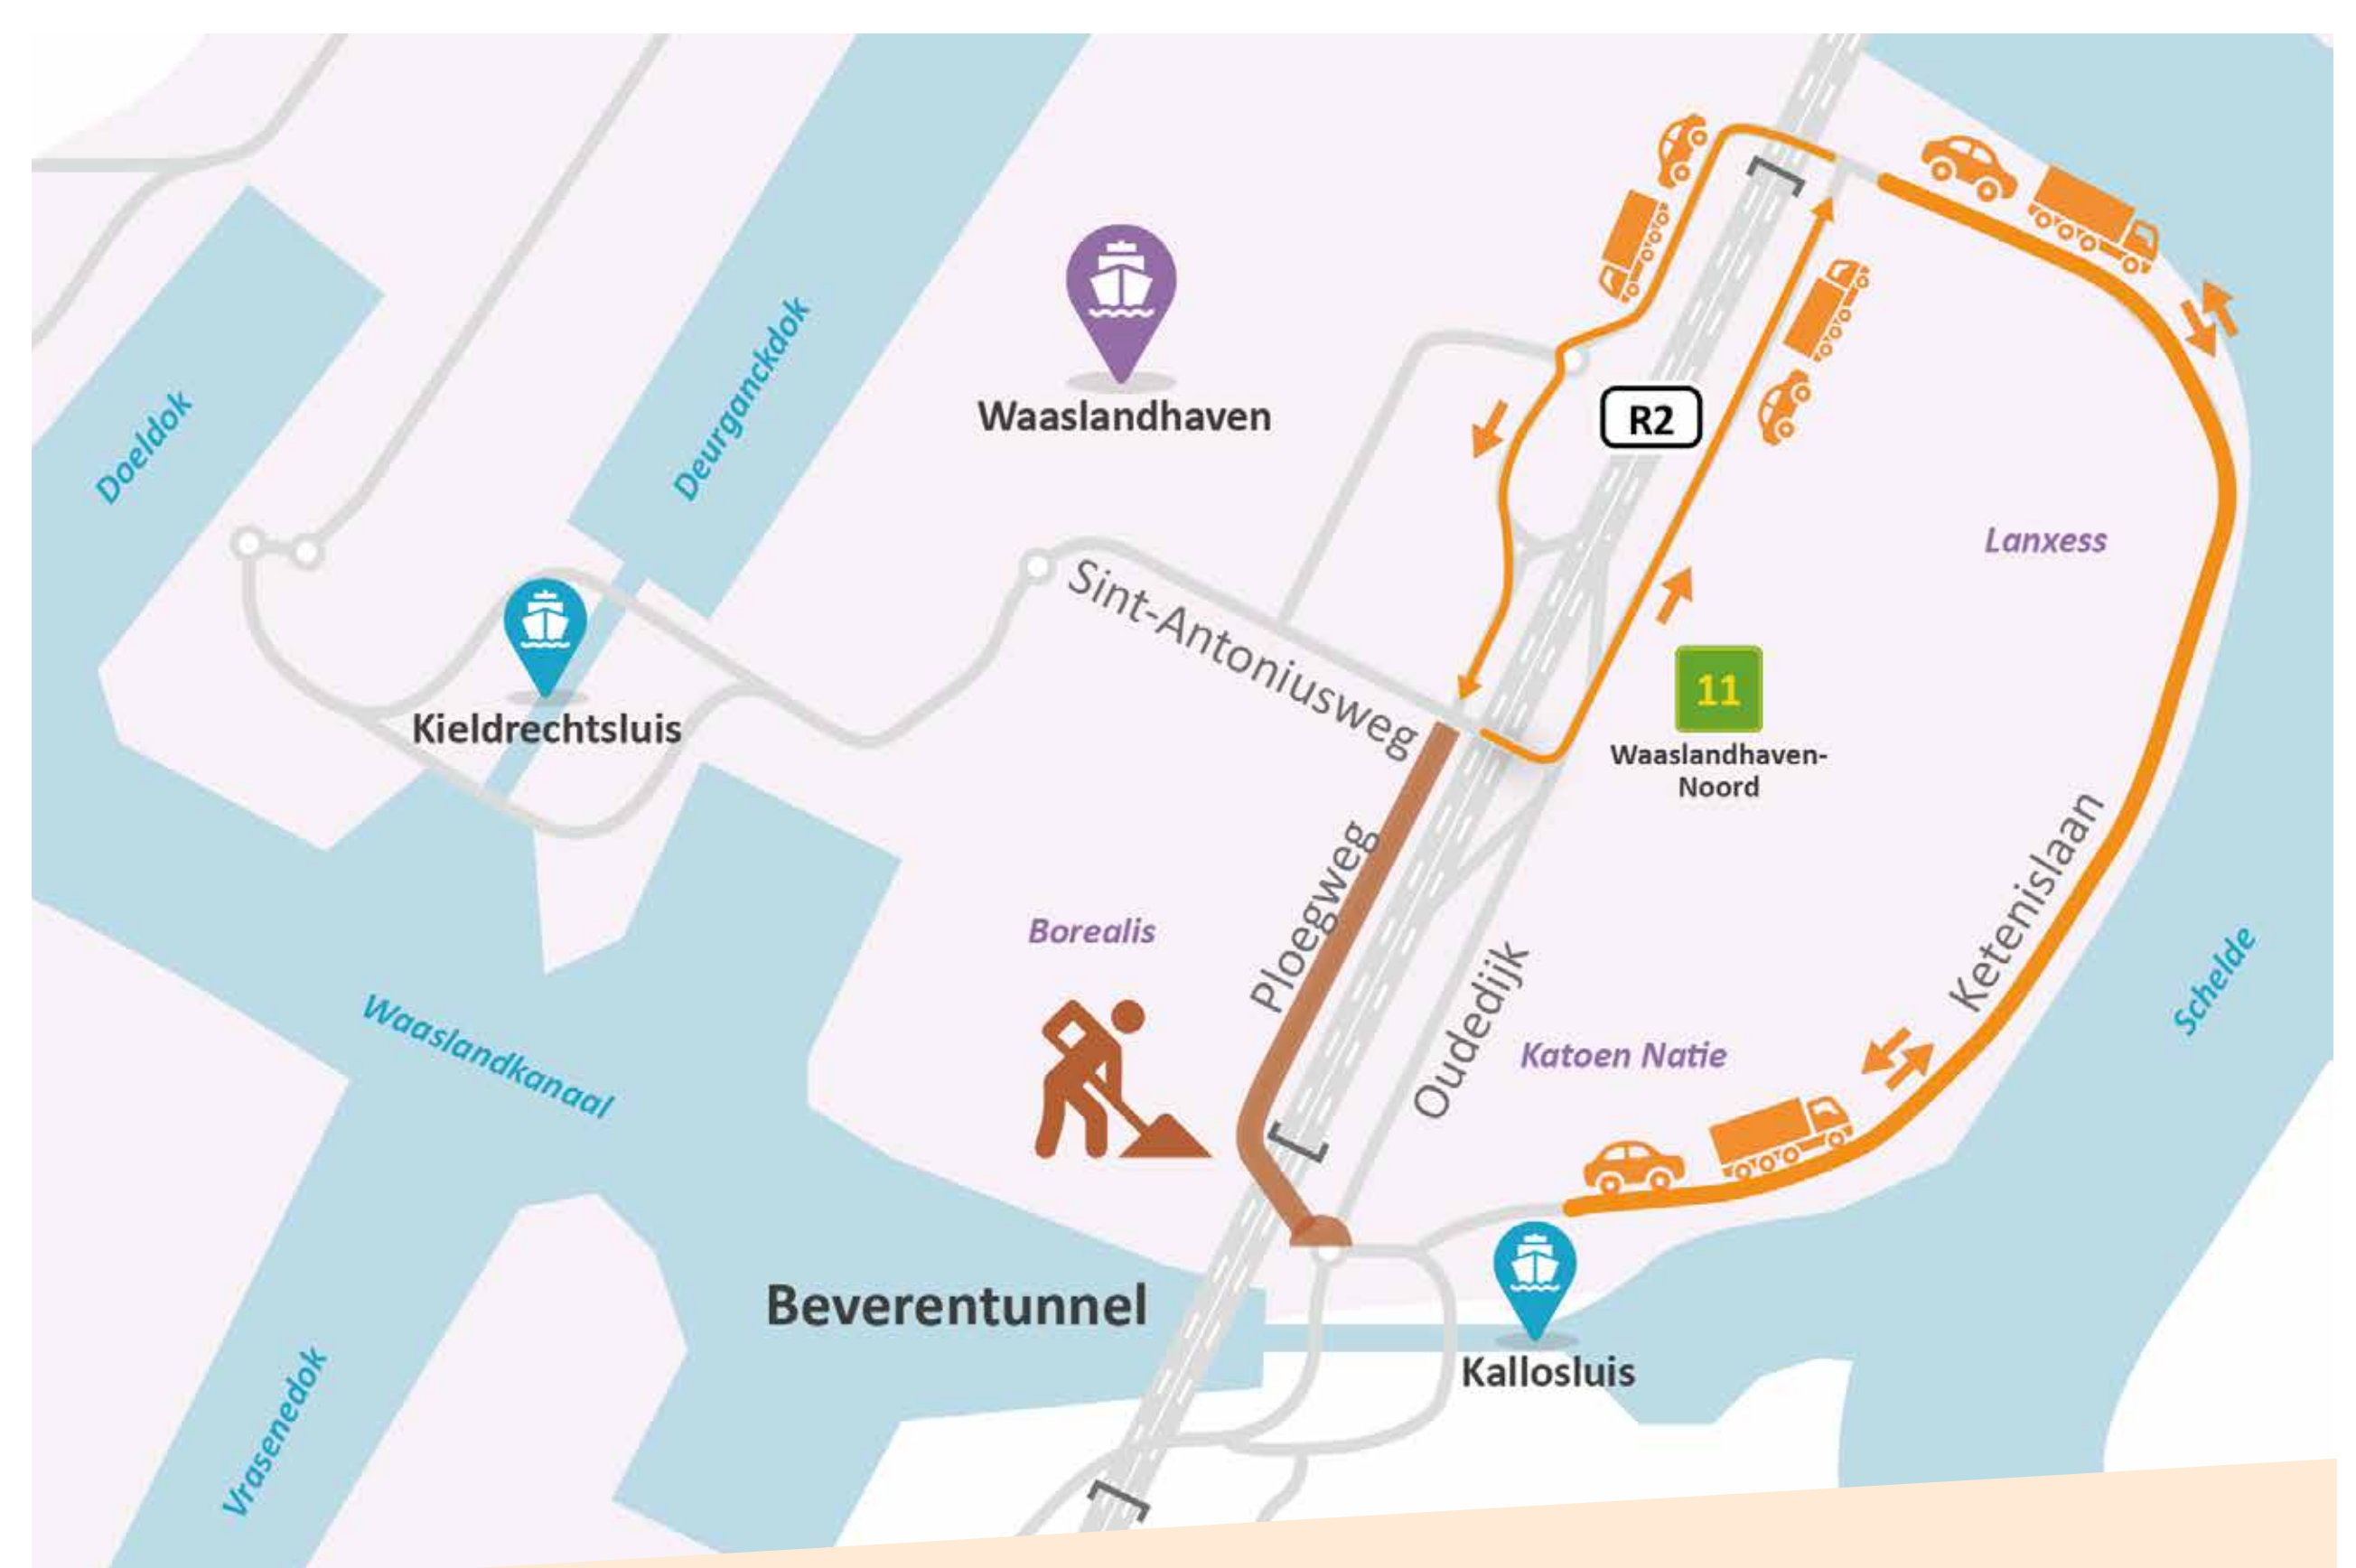 Doeldok
Deurganckdok
Waaslandhaven
R2
Lanxess
Sint-Antoniusweg
11
Waaslandhaven-
Noord
Kieldrechtsluis
Ploegweg
Borealis
Oudedijk
Katoen Natie
Ketenislaan
Schelde
Waaslandkanaal
Beverentunnel
Kallosluis
Vrasenedok